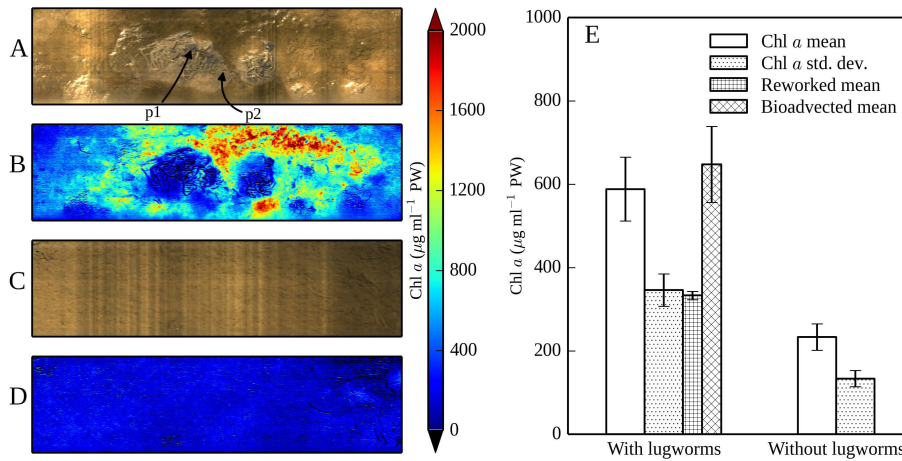 A
p1
p2
B
C
D
2000
1600
1200
800
400
0
Chl a (µg ml⁻¹ PW)
E
Chl a mean
Chl a std. dev.
Reworked mean
Bioadvected mean
1000
800
600
400
200
0
Chl a (µg ml⁻¹ PW)
With lugworms
Without lugworms